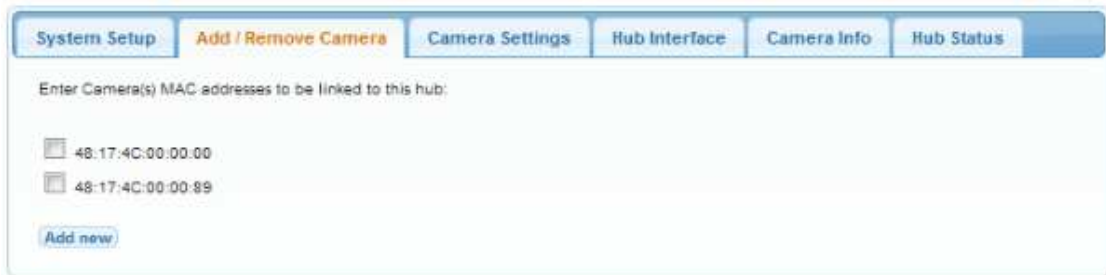 System Setup Add / Remove Camera Camera Settings Hub Interface Camera Info Hub Status
Enter Camera(s) MAC addresses to be linked to this hub:
48:17:4C:00:00:00
48:17:4C:00:00:89
Add new